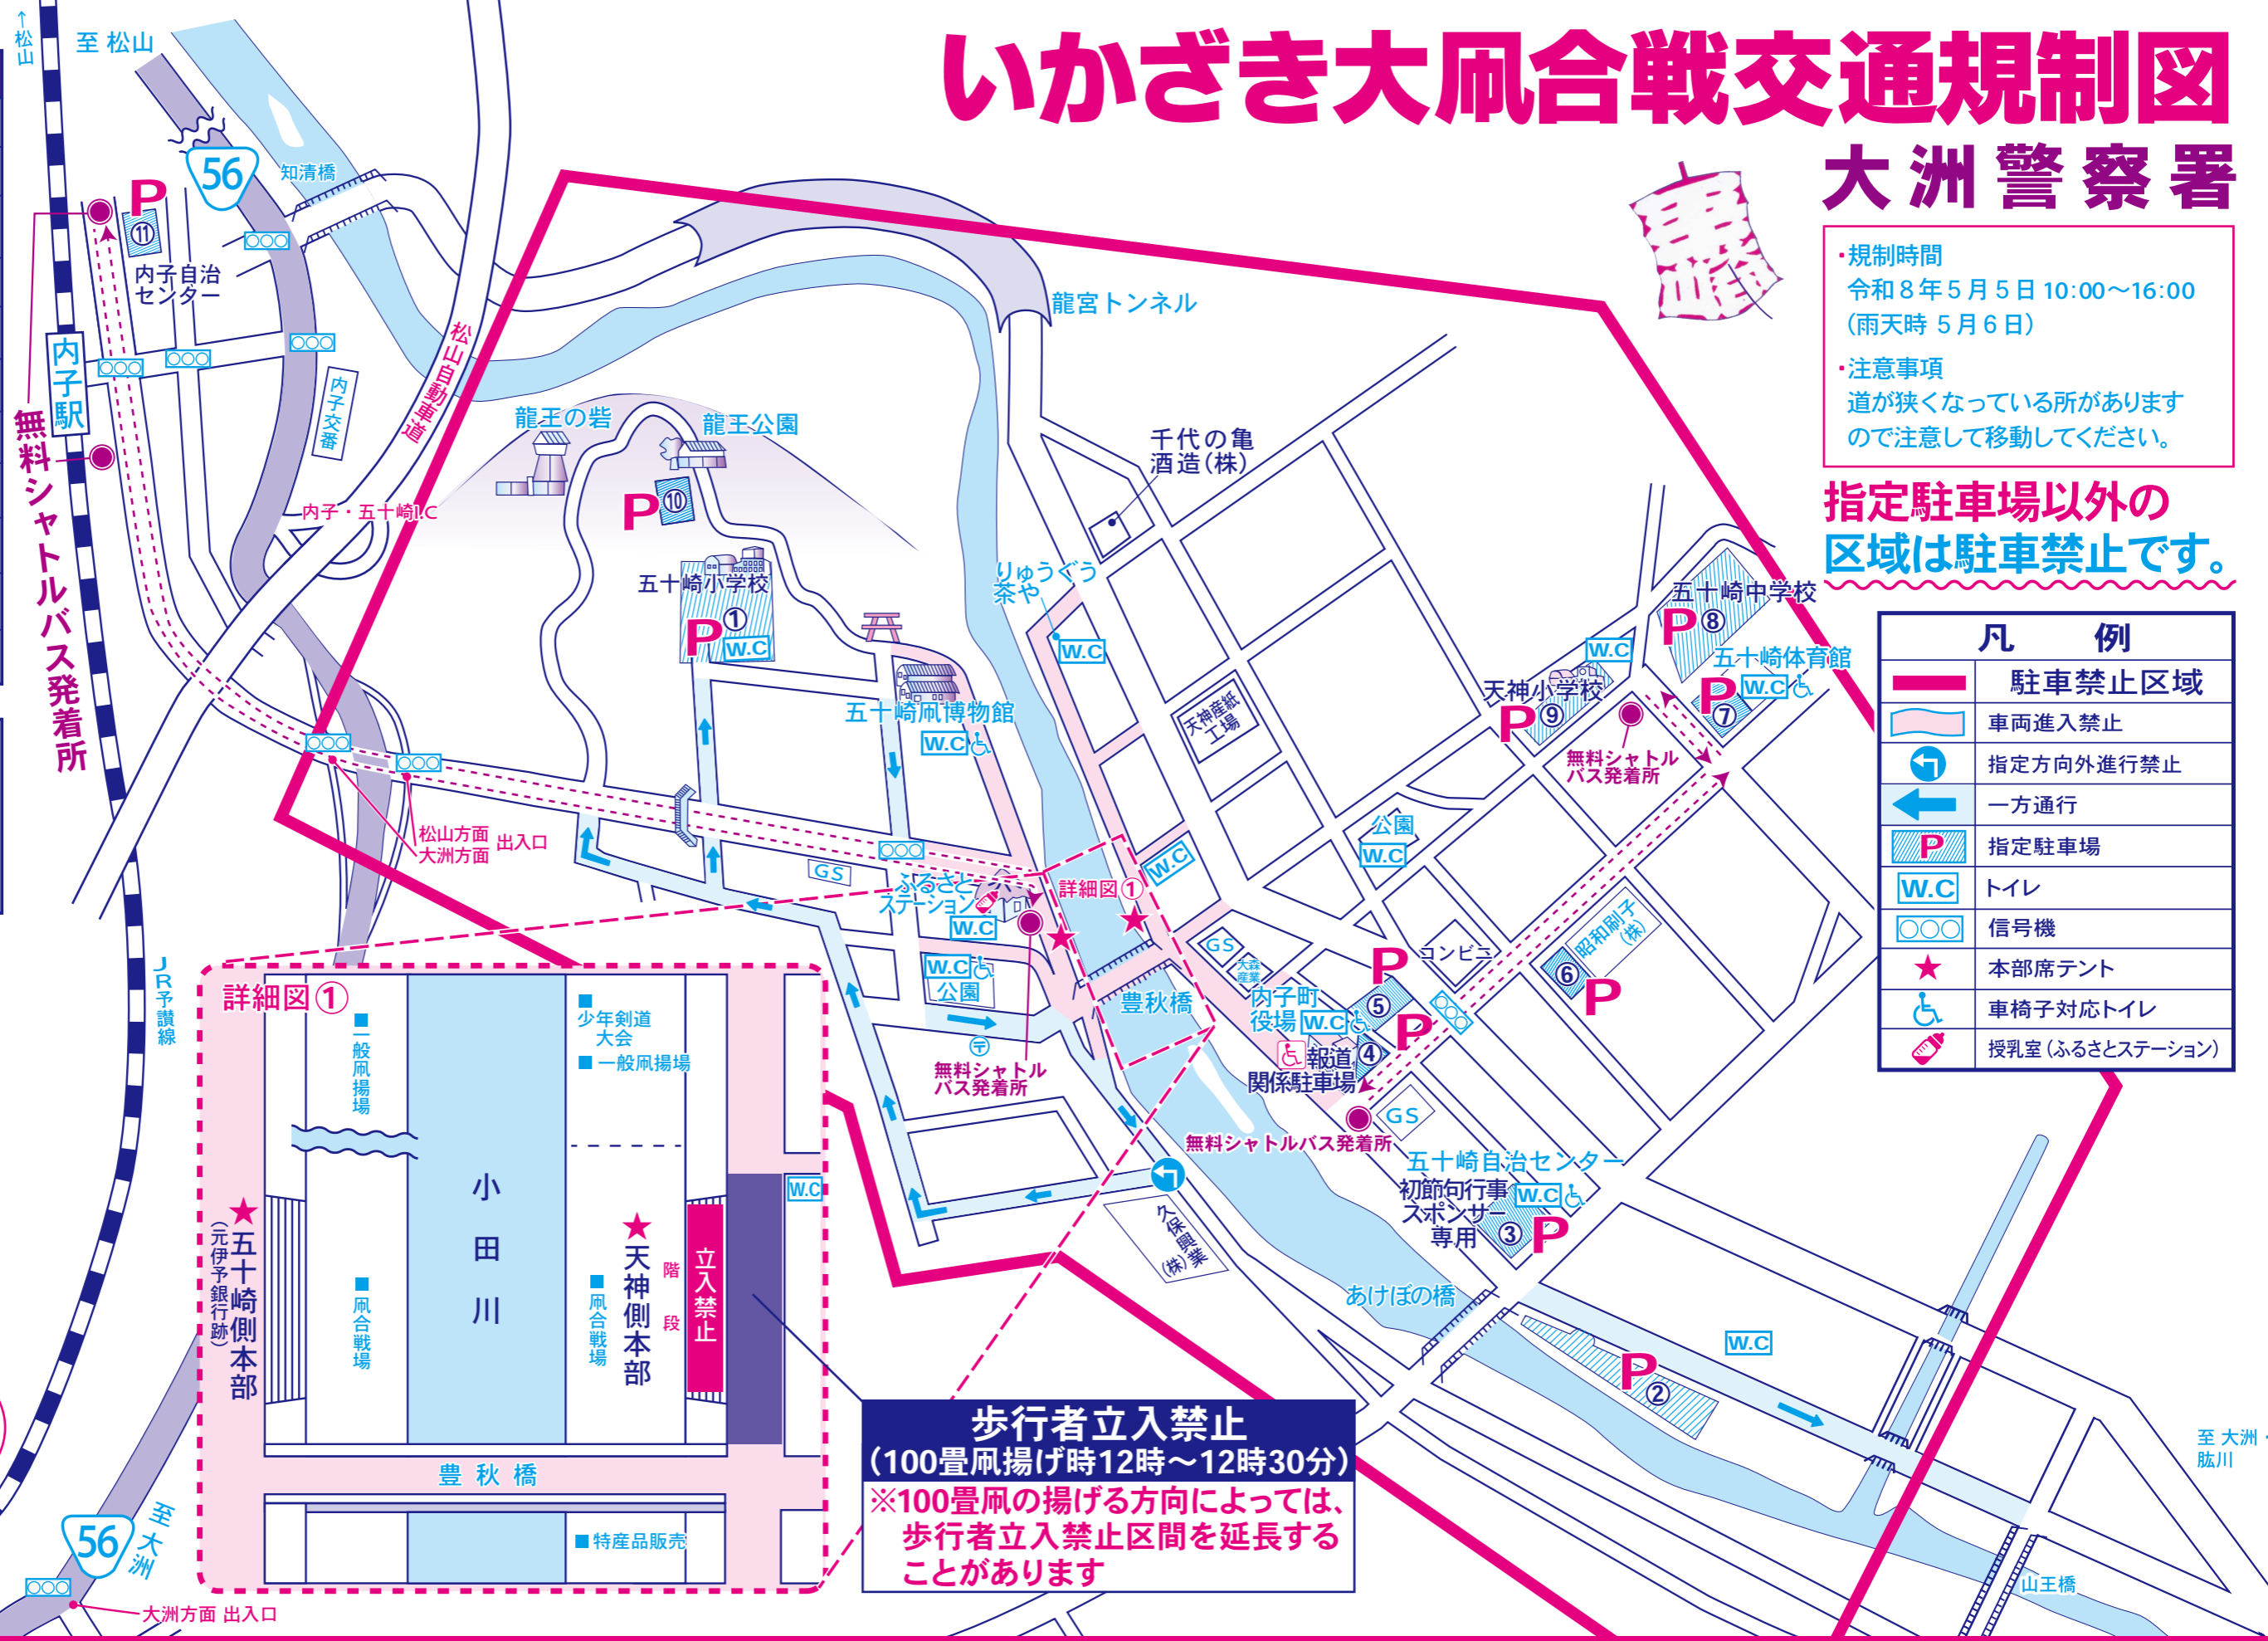 いかざき大凧合戦交通規制図
大洲警察署
・規制時間
令和8年5月5日 10:00〜16:00
(雨天時 5月6日)
・注意事項
道が狭くなっている所があります
ので注意して移動してください。
指定駐車場以外の
区域は駐車禁止です。
凡 例
駐車禁止区域
車両進入禁止
指定方向外進行禁止
一方通行
P
指定駐車場
W.C
トイレ
信号機
本部席テント
車椅子対応トイレ
授乳室(ふるさとステーション)
↑松山
至 松山
56
知清橋
P
⑪
内子自治
センター
内子駅
内子交番
松山自動車道
無料シャトルバス発着所
内子・五十崎I.C
龍宮トンネル
龍王の砦
龍王公園
P
⑩
千代の亀
酒造(株)
五十崎小学校
①
P
W.C
りゅうぐう
茶や
W.C
五十崎凧博物館
W.C
天神産紙
工場
五十崎中学校
P
⑧
五十崎体育館
W.C
P
⑦
W.C
天神小学校
P
⑨
無料シャトル
バス発着所
松山方面
大洲方面
出入口
GS
ふるさと
ステーション
W.C
詳細図①
W.C
公園
W.C
GS
大森
産業
コンビニ
昭和刷子
(株)
⑥
P
W.C
公園
〒
無料シャトル
バス発着所
豊秋橋
内子町
役場
W.C
P
⑤
P
④
報道
関係駐車場
GS
無料シャトルバス発着所
五十崎自治センター
初節句行事
スポンサー
専用
W.C
③
P
久保興業
(株)
あけぼの橋
W.C
P
②
至 大洲・
肱川
山王橋
JR予讃線
詳細図①
■一般凧揚場
■
少年剣道
大会
■一般凧揚場
小田川
W.C
★五十崎側本部
(元伊予銀行跡)
■凧合戦場
■凧合戦場
★天神側本部
階段
立入禁止
豊秋橋
■特産品販売
歩行者立入禁止
(100畳凧揚げ時12時〜12時30分)
※100畳凧の揚げる方向によっては、
歩行者立入禁止区間を延長する
ことがあります
56
至大洲
大洲方面 出入口